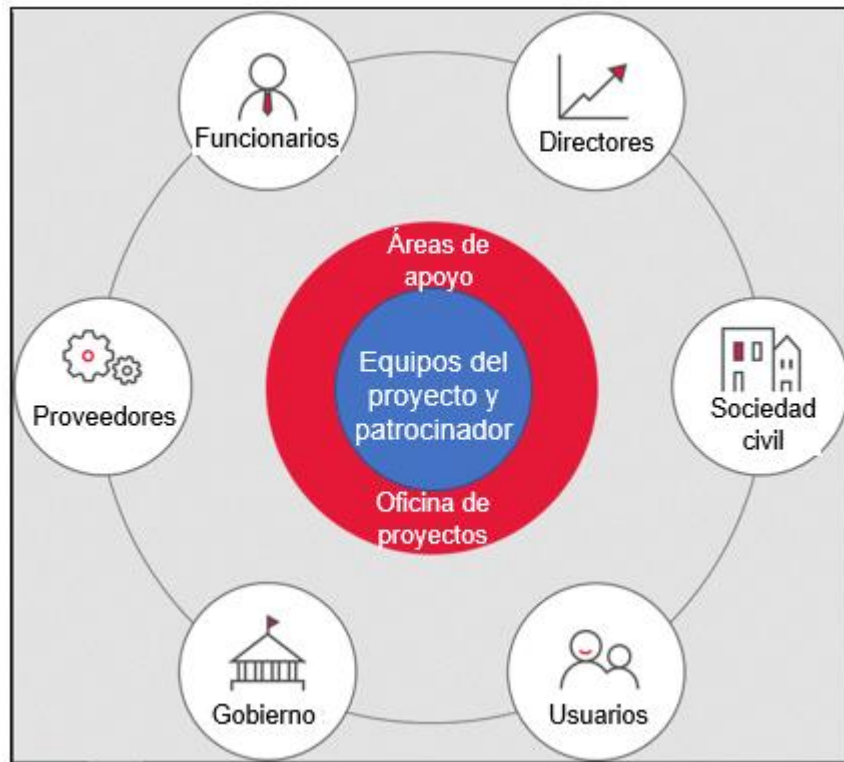 Funcionarios
Directores
Áreas de
apoyo
Equipos del
proyecto y
patrocinador
Proveedores
Sociedad
civil
Oficina de
proyectos
Gobierno
Usuarios